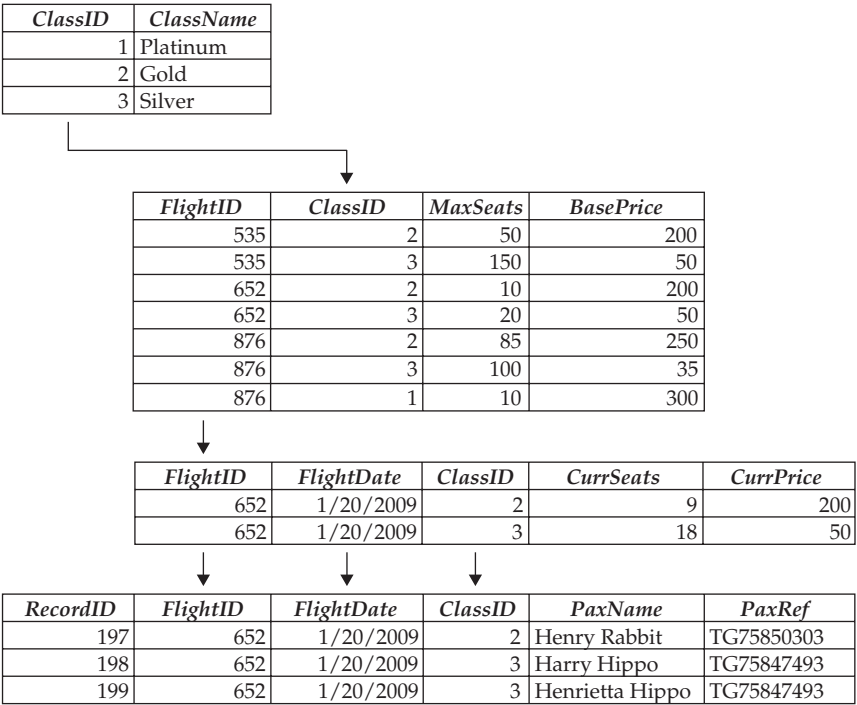 ClassID ClassName
1 Platinum
2 Gold
3 Silver
FlightID ClassID MaxSeats BasePrice
535 2 50 200
535 3 150 50
652 2 10 200
652 3 20 50
876 2 85 250
876 3 100 35
876 1 10 300
FlightID FlightDate ClassID CurrSeats CurrPrice
652 1/20/2009 2 9 200
652 1/20/2009 3 18 50
RecordID FlightID FlightDate ClassID PaxName PaxRef
197 652 1/20/2009 2 Henry Rabbit TG75850303
198 652 1/20/2009 3 Harry Hippo TG75847493
199 652 1/20/2009 3 Henrietta Hippo TG75847493